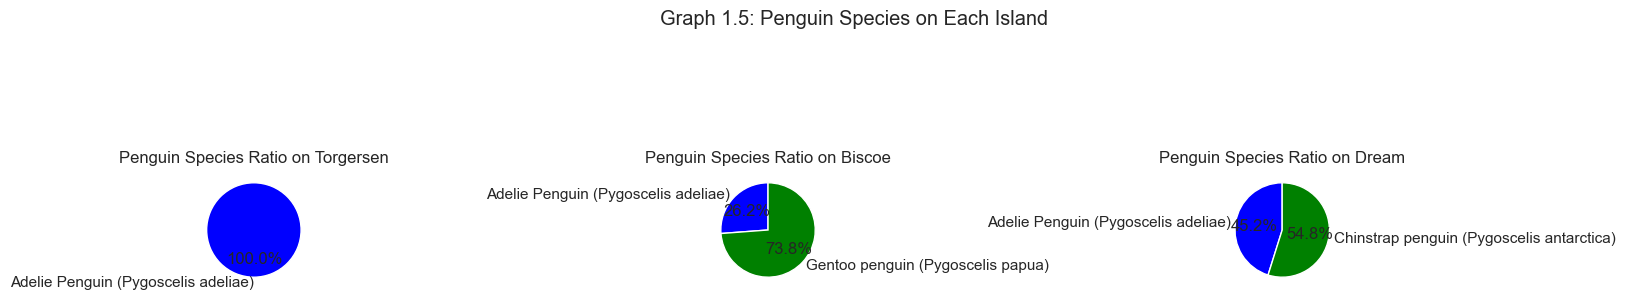 Graph 1.5: Penguin Species on Each Island
Penguin Species Ratio on Torgersen
100.0%
Adelie Penguin (Pygoscelis adeliae)
Penguin Species Ratio on Biscoe
Adelie Penguin (Pygoscelis adeliae)
26.2%
73.8%
Gentoo penguin (Pygoscelis papua)
Penguin Species Ratio on Dream
Adelie Penguin (Pygoscelis adeliae)
45.2%
54.8%
Chinstrap penguin (Pygoscelis antarctica)